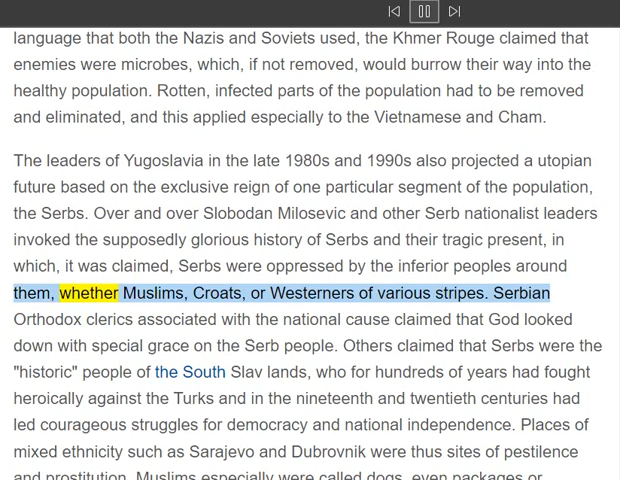 language that both the Nazis and Soviets used, the Khmer Rouge claimed that
enemies were microbes, which, if not removed, would burrow their way into the
healthy population. Rotten, infected parts of the population had to be removed
and eliminated, and this applied especially to the Vietnamese and Cham.
The leaders of Yugoslavia in the late 1980s and 1990s also projected a utopian
future based on the exclusive reign of one particular segment of the population,
the Serbs. Over and over Slobodan Milosevic and other Serb nationalist leaders
invoked the supposedly glorious history of Serbs and their tragic present, in
which, it was claimed, Serbs were oppressed by the inferior peoples around
them, whether Muslims, Croats, or Westerners of various stripes. Serbian
Orthodox clerics associated with the national cause claimed that God looked
down with special grace on the Serb people. Others claimed that Serbs were the
"historic" people of the South Slav lands, who for hundreds of years had fought
heroically against the Turks and in the nineteenth and twentieth centuries had
led courageous struggles for democracy and national independence. Places of
mixed ethnicity such as Sarajevo and Dubrovnik were thus sites of pestilence
and prostitution. Muslims especially were called dogs, even packages or